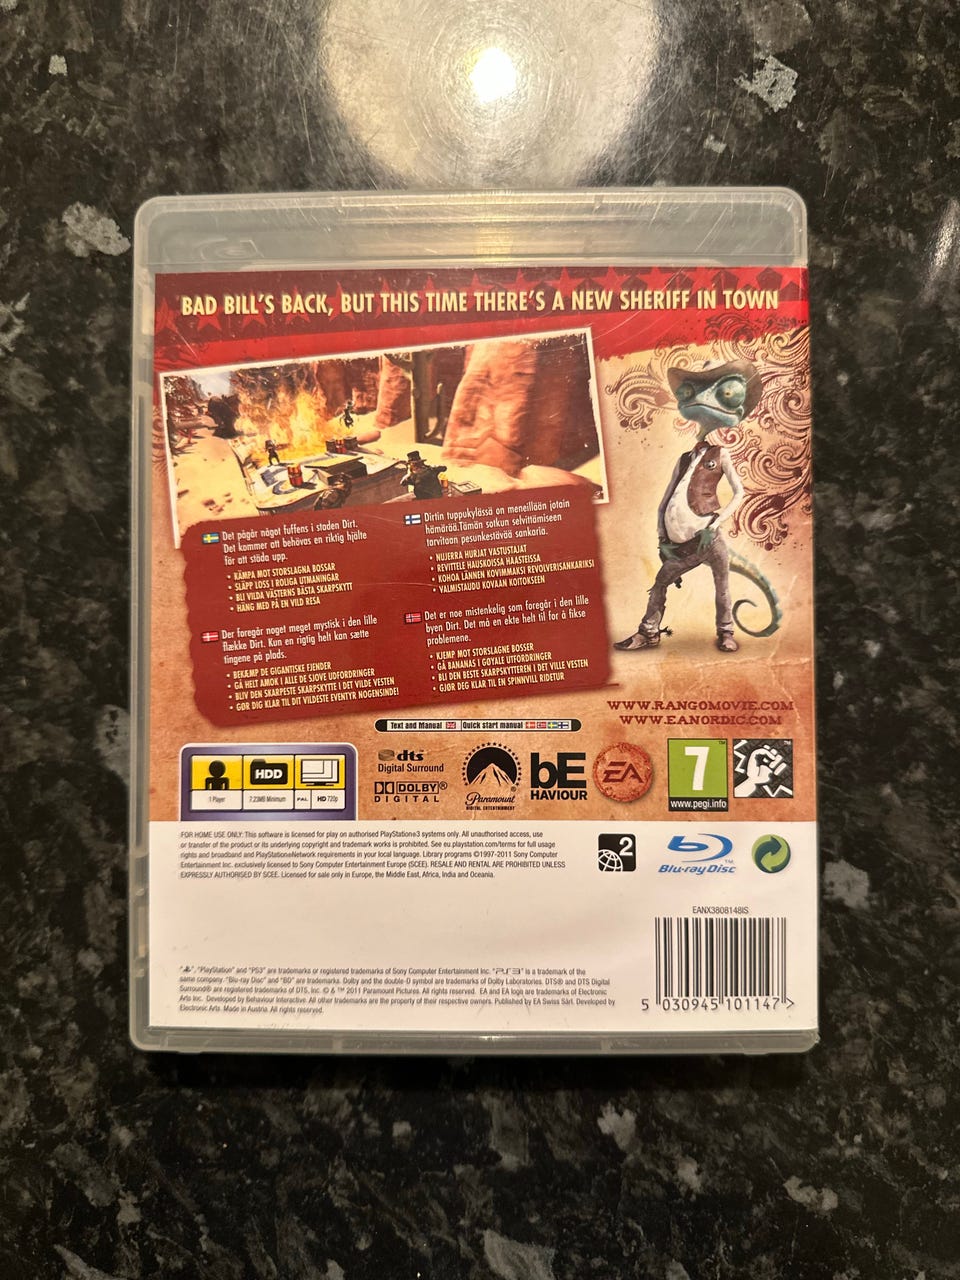 BAD BILL'S BACK, BUT THIS TIME THERE'S A NEW SHERIFF IN TOWN
Det pågår något fuffens i staden Dirt.
Det kommer att behövas en riktig hjälte
för att städa upp.
• KÄMPA MOT STORSLAGNA BOSSAR
• SLÄPP LOSS I ROLIGA UTMANINGAR
• BLI VILDA VÄSTERNS BÄSTA SKARPSKYTT
• HÄNG MED PÅ EN VILD RESA
Dirtin tuppukylässä on meneillään jotain
hämärää.Tämän sotkun selvittämiseen
tarvitaan pesunkestävää sankaria.
• NUJERRA HURJAT VASTUSTAJAT
• REVITTELE HAUSKOISSA HAASTEISSA
• KOHOA LÄNNEN KOVIMMAKSI REVOLVERISANKARIKSI
• VALMISTAUDU KOVAAN KOITOKSEEN
Der foregår noget meget mystisk i den lille
flække Dirt. Kun en rigtig helt kan sætte
tingene på plads.
• BEKÆMP DE GIGANTISKE FJENDER
• GÅ HELT AMOK I ALLE DE SJOVE UDFORDRINGER
• BLIV DEN SKARPESTE SKARPSKYTTE I DET VILDE VESTEN
• GØR DIG KLAR TIL DIT VILDESTE EVENTYR NOGENSINDE!
Det er noe mistenkelig som foregår i den lille
byen Dirt. Det må en ekte helt til for å fikse
problemene.
• KJEMP MOT STORSLAGNE BOSSER
• GÅ BANANAS I GØYALE UTFORDRINGER
• BLI DEN BESTE SKARPSKYTTEREN I DET VILLE VESTEN
• GJØR DEG KLAR TIL EN SPINNVILL RIDETUR
WWW.RANGOMOVIE.COM
WWW.EANORDIC.COM
Text and Manual Quick start manual
1 Player
HDD
7.23MB Minimum
PAL HD 720p
dts
Digital Surround
DOLBY®
DIGITAL
Paramount
DIGITAL ENTERTAINMENT
bE
HAVIOUR
EA
7
www.pegi.info
FOR HOME USE ONLY: This software is licensed for play on authorised PlayStation®3 systems only. All unauthorised access, use
or transfer of the product or its underlying copyright and trademark works is prohibited. See eu.playstation.com/terms for full usage
rights and broadband and PlayStation®Network requirements in your local language. Library programs ©1997-2011 Sony Computer
Entertainment Inc. exclusively licensed to Sony Computer Entertainment Europe (SCEE). RESALE AND RENTAL ARE PROHIBITED UNLESS
EXPRESSLY AUTHORISED BY SCEE. Licensed for sale only in Europe, the Middle East, Africa, India and Oceania.
2
Blu-ray Disc™
EANX3808148IS
5 030945 101147 >
"", "PlayStation" and "PS3" are trademarks or registered trademarks of Sony Computer Entertainment Inc. "PS3" is a trademark of the
same company. "Blu-ray Disc" and "BD" are trademarks. Dolby and the double-D symbol are trademarks of Dolby Laboratories. DTS® and DTS Digital
Surround® are registered trademarks of DTS, Inc. © & ™ 2011 Paramount Pictures. All rights reserved. EA and EA logo are trademarks of Electronic
Arts Inc. Developed by Behaviour Interactive. All other trademarks are the property of their respective owners. Published by EA Swiss Sàrl. Developed by
Electronic Arts. Made in Austria. All rights reserved.